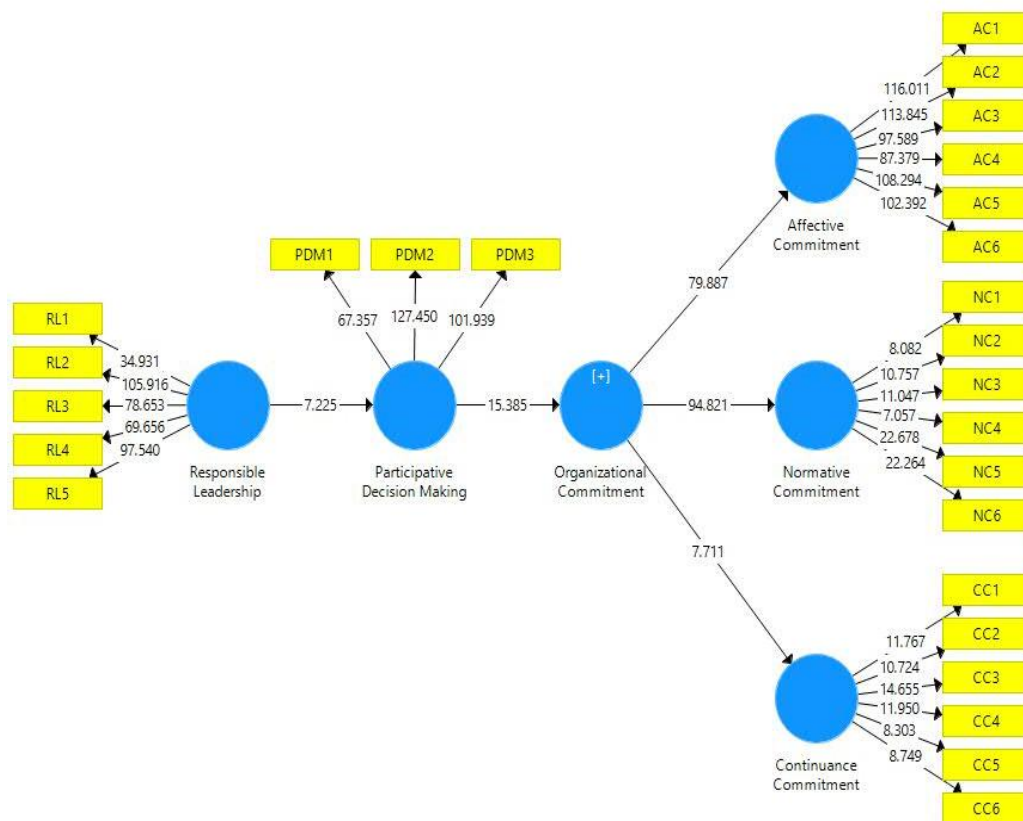 AC1
AC2
AC3
AC4
AC5
AC6
116.011
113.845
97.589
87.379
108.294
102.392
Affective
Commitment
PDM1
PDM2
PDM3
67.357
127.450
101.939
79.887
RL1
RL2
RL3
RL4
RL5
34.931
105.916
78.653
69.656
97.540
Responsible
Leadership
7.225
Participative
Decision Making
15.385
[+]
Organizational
Commitment
94.821
Normative
Commitment
NC1
NC2
NC3
NC4
NC5
NC6
8.082
10.757
11.047
7.057
22.678
22.264
7.711
CC1
CC2
CC3
CC4
CC5
CC6
11.767
10.724
14.655
11.950
8.303
8.749
Continuance
Commitment